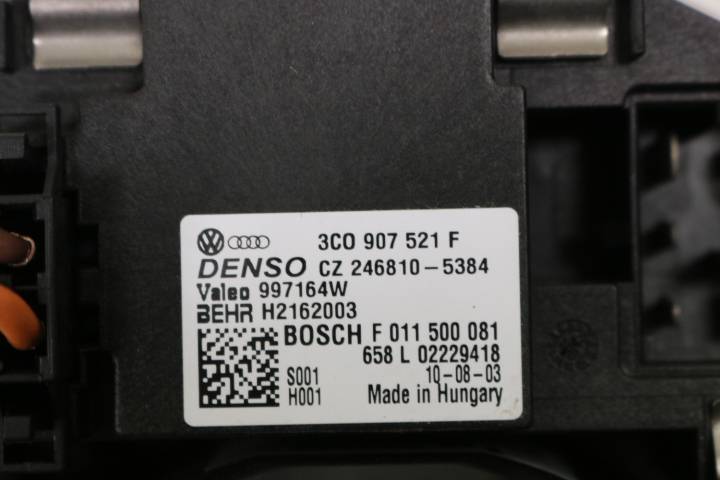 3C0 907 521 F
DENSO CZ 246810-5384
Valeo 997164W
BEHR H2162003
BOSCH F 011 500 081
658 L 02229418
S001 10-08-03
H001 Made in Hungary